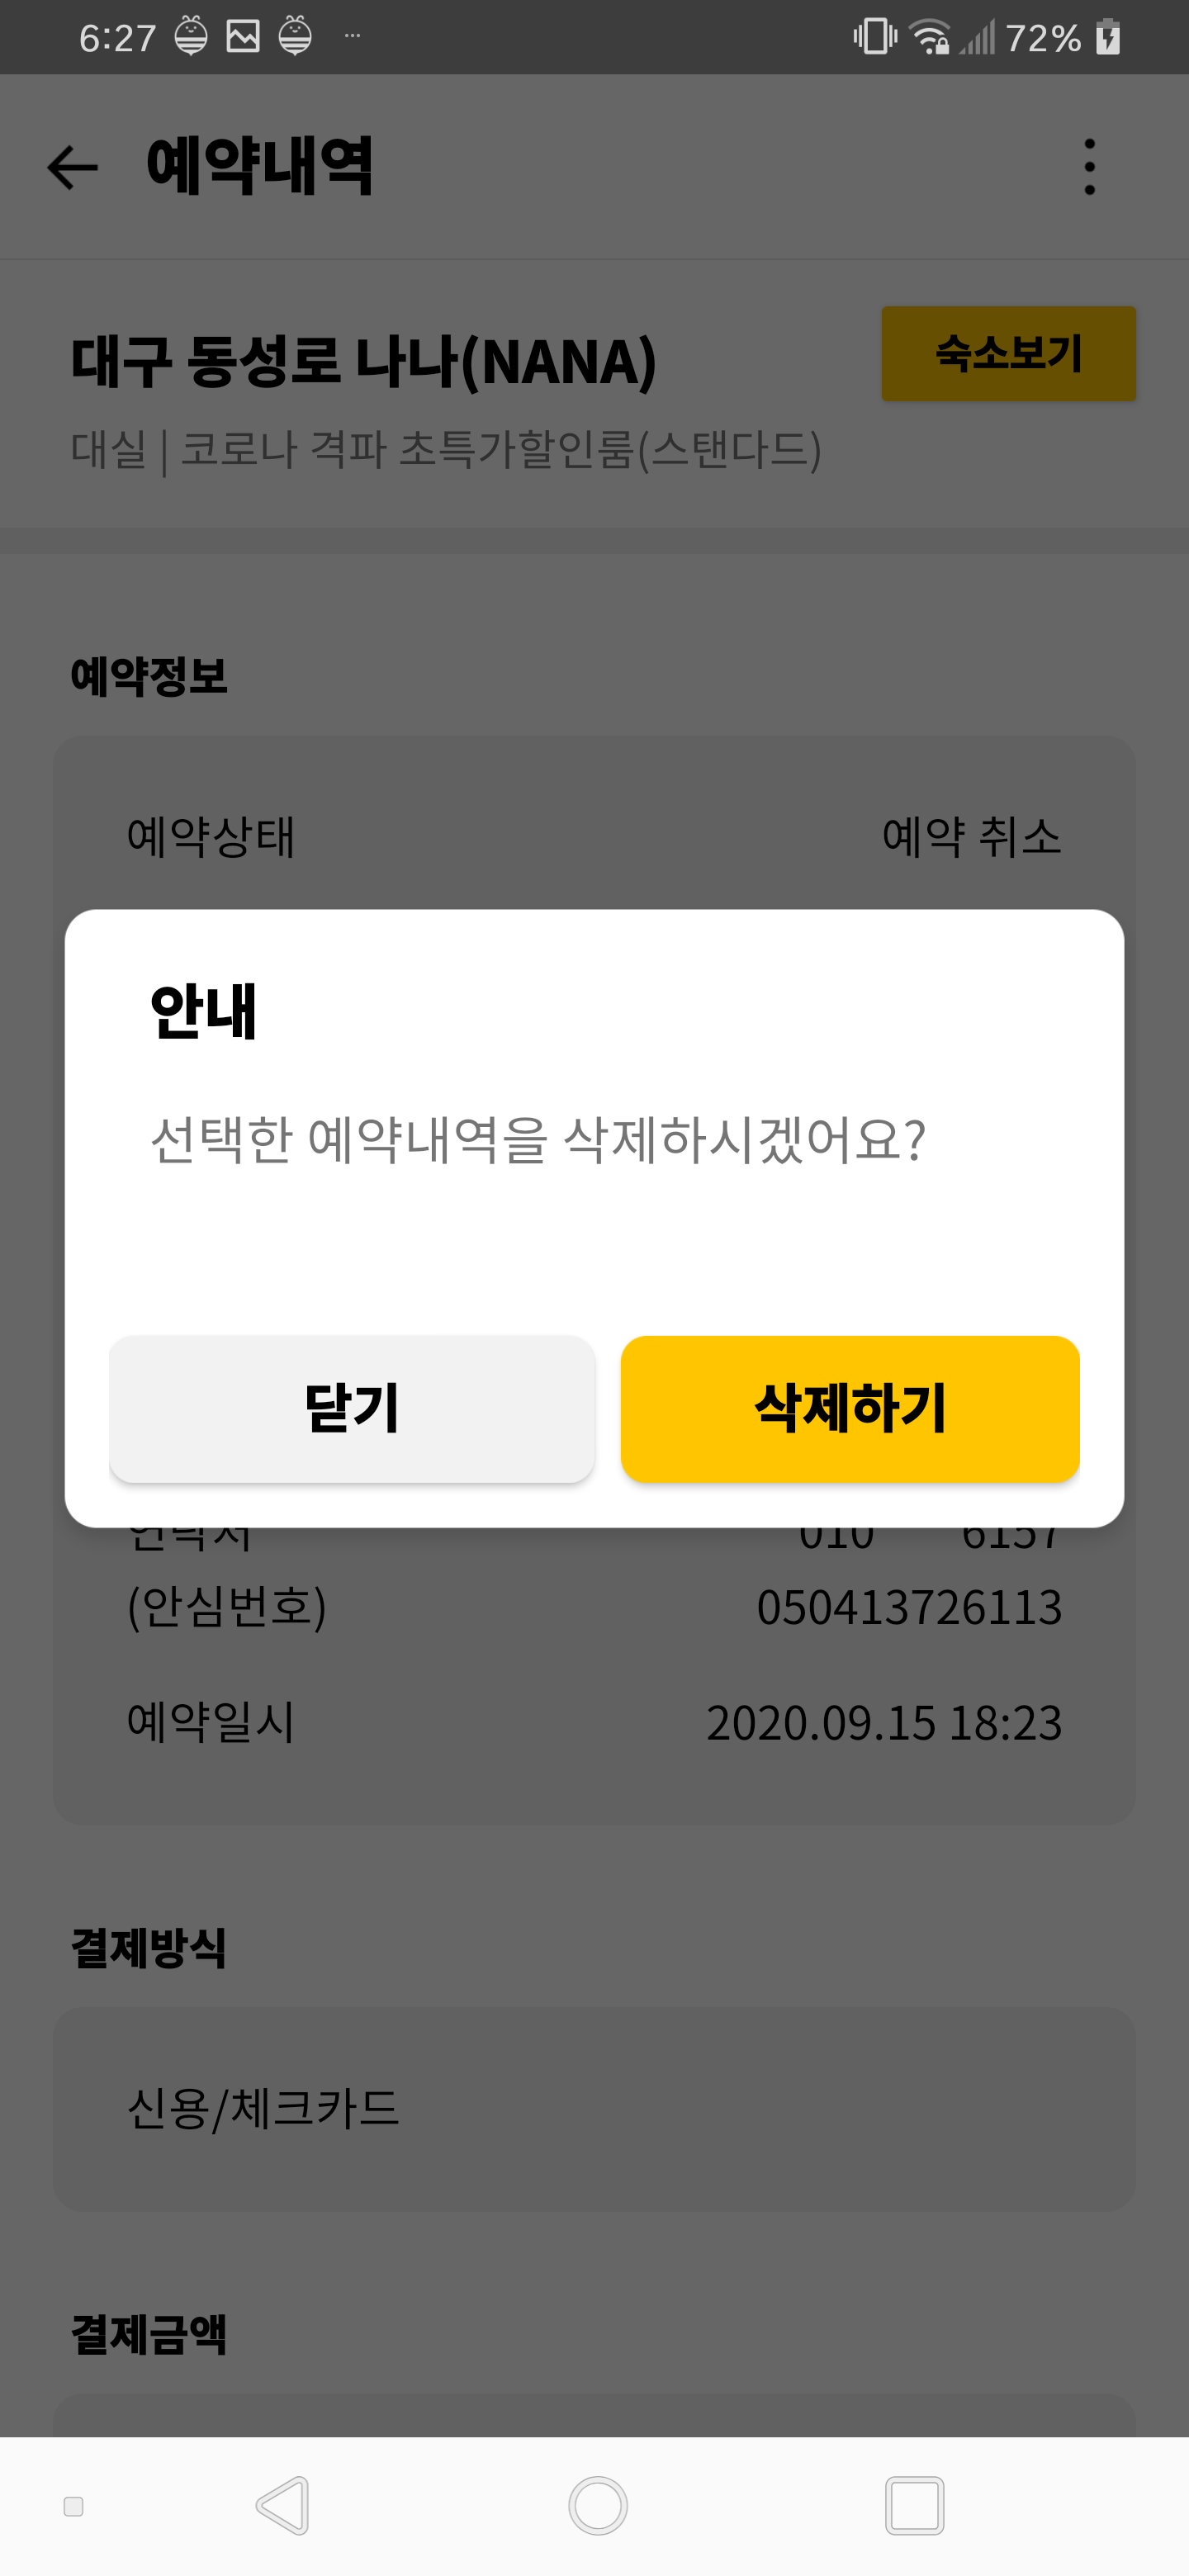 6:27
72%
예약내역
대구 동성로 나나(NANA)
숙소보기
대실 | 코로나 격파 초특가할인룸(스탠다드)
예약정보
예약상태 예약 취소
안내
선택한 예약내역을 삭제하시겠어요?
닫기 삭제하기
연락처 010 6157
(안심번호) 050413726113
예약일시 2020.09.15 18:23
결제방식
신용/체크카드
결제금액